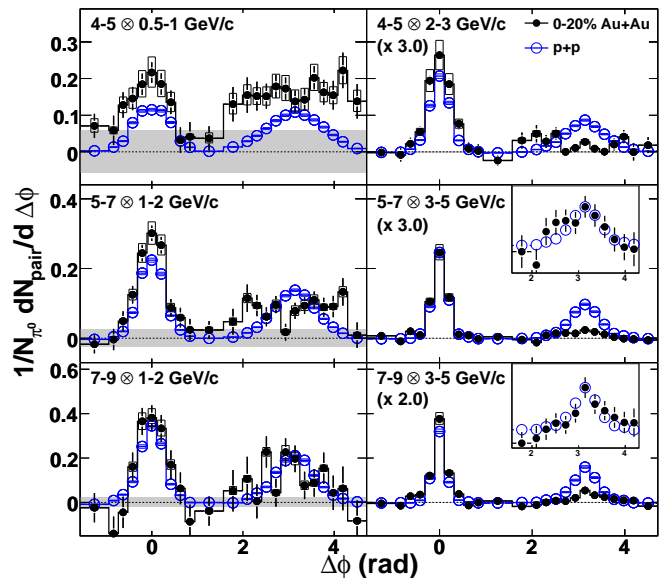 4-5 ⊗ 0.5-1 GeV/c
0.3
0.2
0.1
0
4-5 ⊗ 2-3 GeV/c
(x 3.0)
0-20% Au+Au
p+p
5-7 ⊗ 1-2 GeV/c
0.4
0.2
0
5-7 ⊗ 3-5 GeV/c
(x 3.0)
2 3 4
7-9 ⊗ 1-2 GeV/c
0.6
0.4
0.2
0
7-9 ⊗ 3-5 GeV/c
(x 2.0)
2 3 4
0 2 4
0 2 4
Δϕ (rad)
1/N_π⁰ dN_pair/d Δϕ